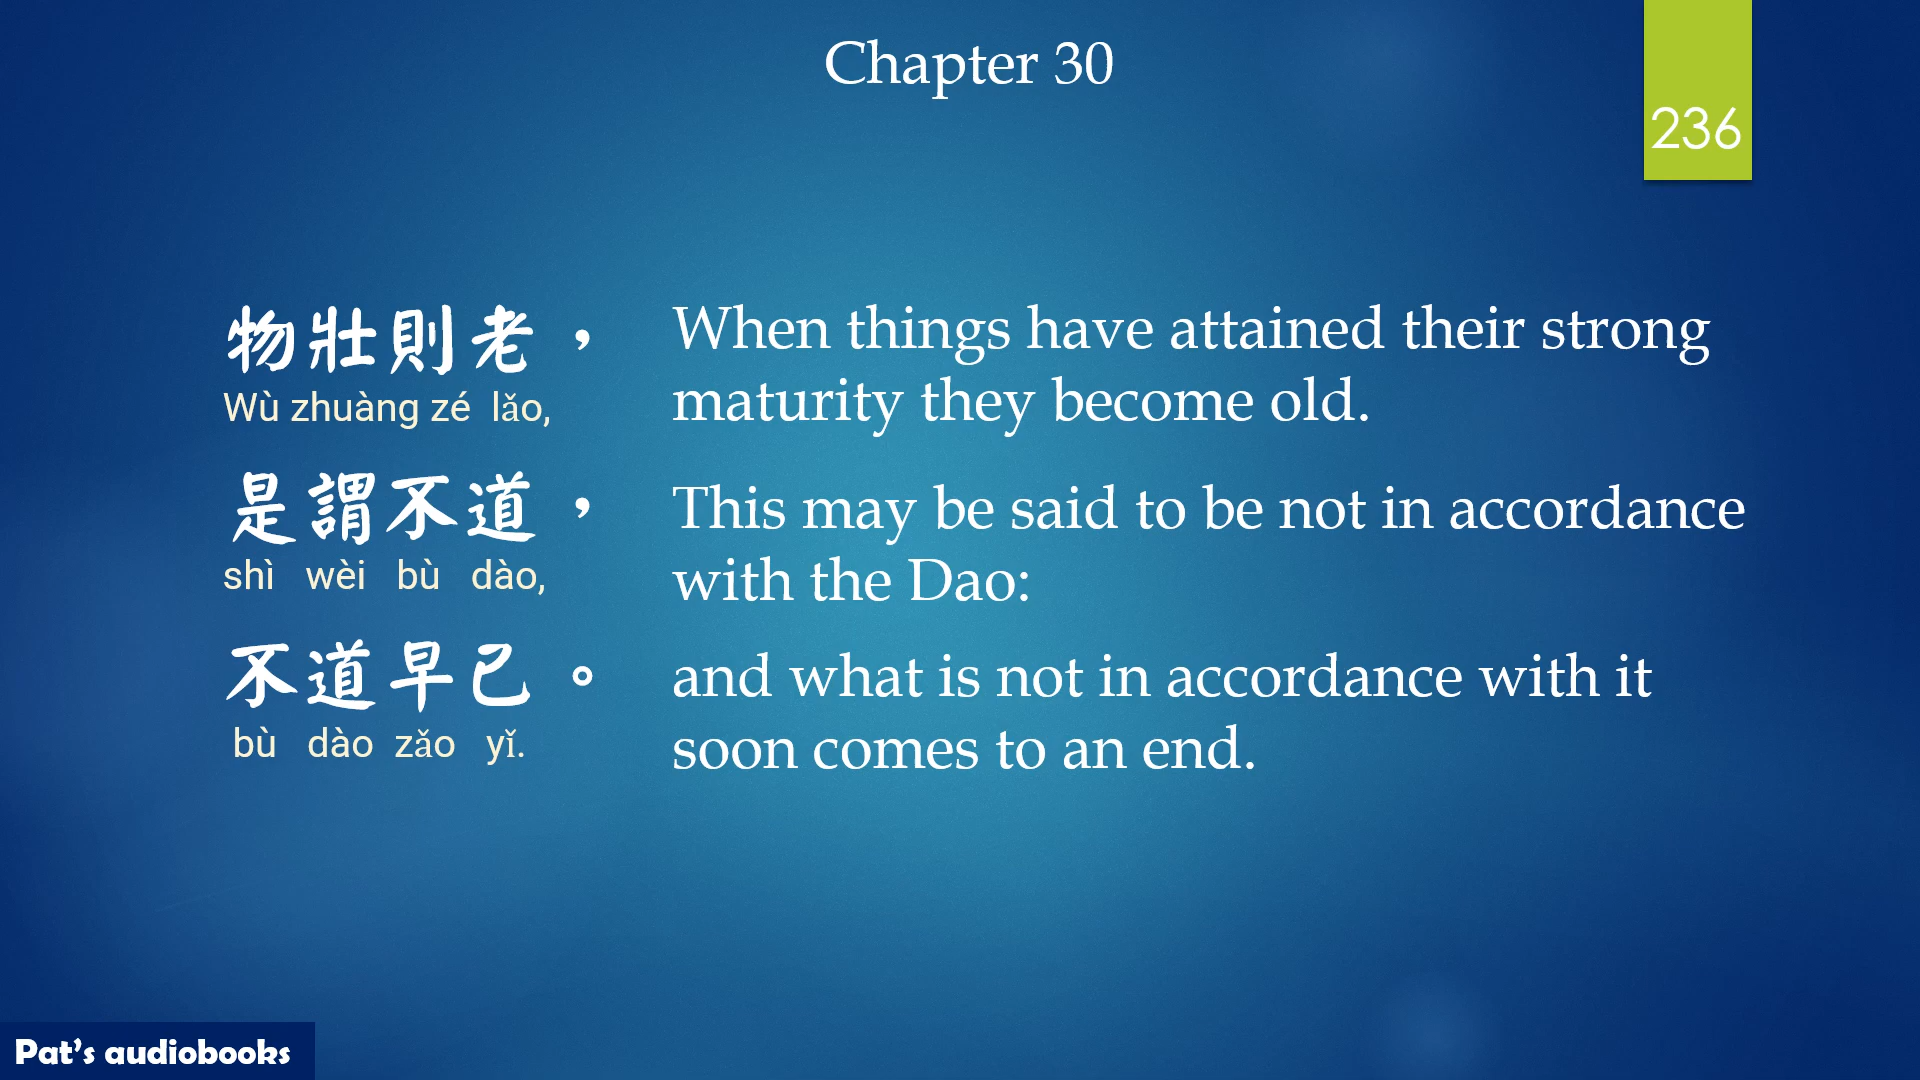 Chapter 30
236
物壯則老，
Wù zhuàng zé lǎo,
When things have attained their strong
maturity they become old.
是謂不道，
shì wèi bù dào,
This may be said to be not in accordance
with the Dao:
不道早已。
bù dào zǎo yǐ.
and what is not in accordance with it
soon comes to an end.
Pat's audiobooks